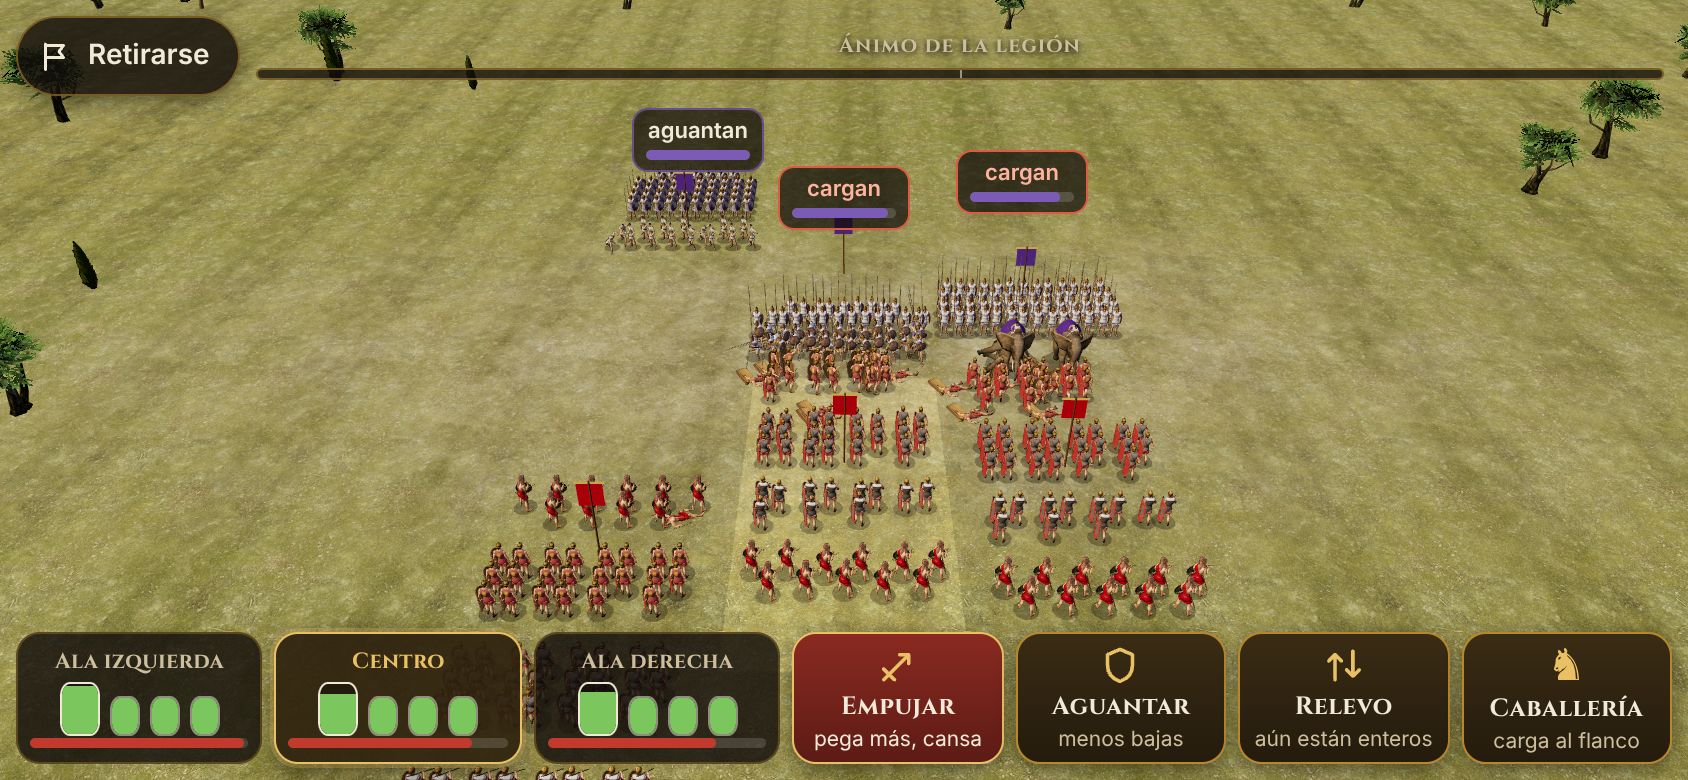 Retirarse
Ánimo de la legión
aguantan
cargan
cargan
Ala izquierda
Centro
Ala derecha
Empujar
pega más, cansa
Aguantar
menos bajas
Relevo
aún están enteros
Caballería
carga al flanco